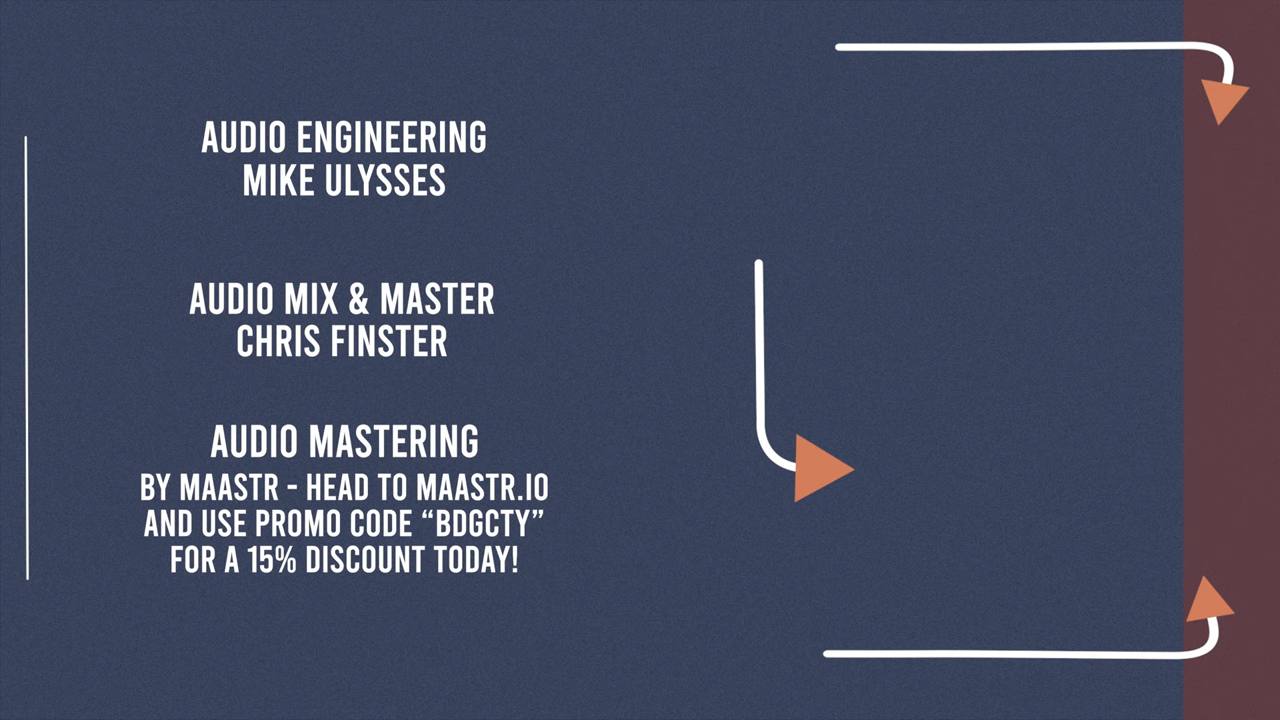 AUDIO ENGINEERING
MIKE ULYSSES
AUDIO MIX & MASTER
CHRIS FINSTER
AUDIO MASTERING
BY MAASTR - HEAD TO MAASTR.IO
AND USE PROMO CODE “BDGCTY”
FOR A 15% DISCOUNT TODAY!